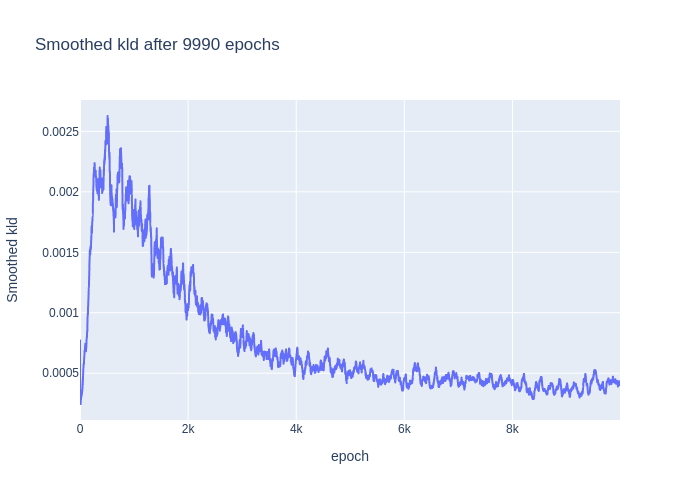 Smoothed kld after 9990 epochs
0.0025
0.002
0.0015
0.001
0.0005
Smoothed kld
0
2k
4k
6k
8k
epoch